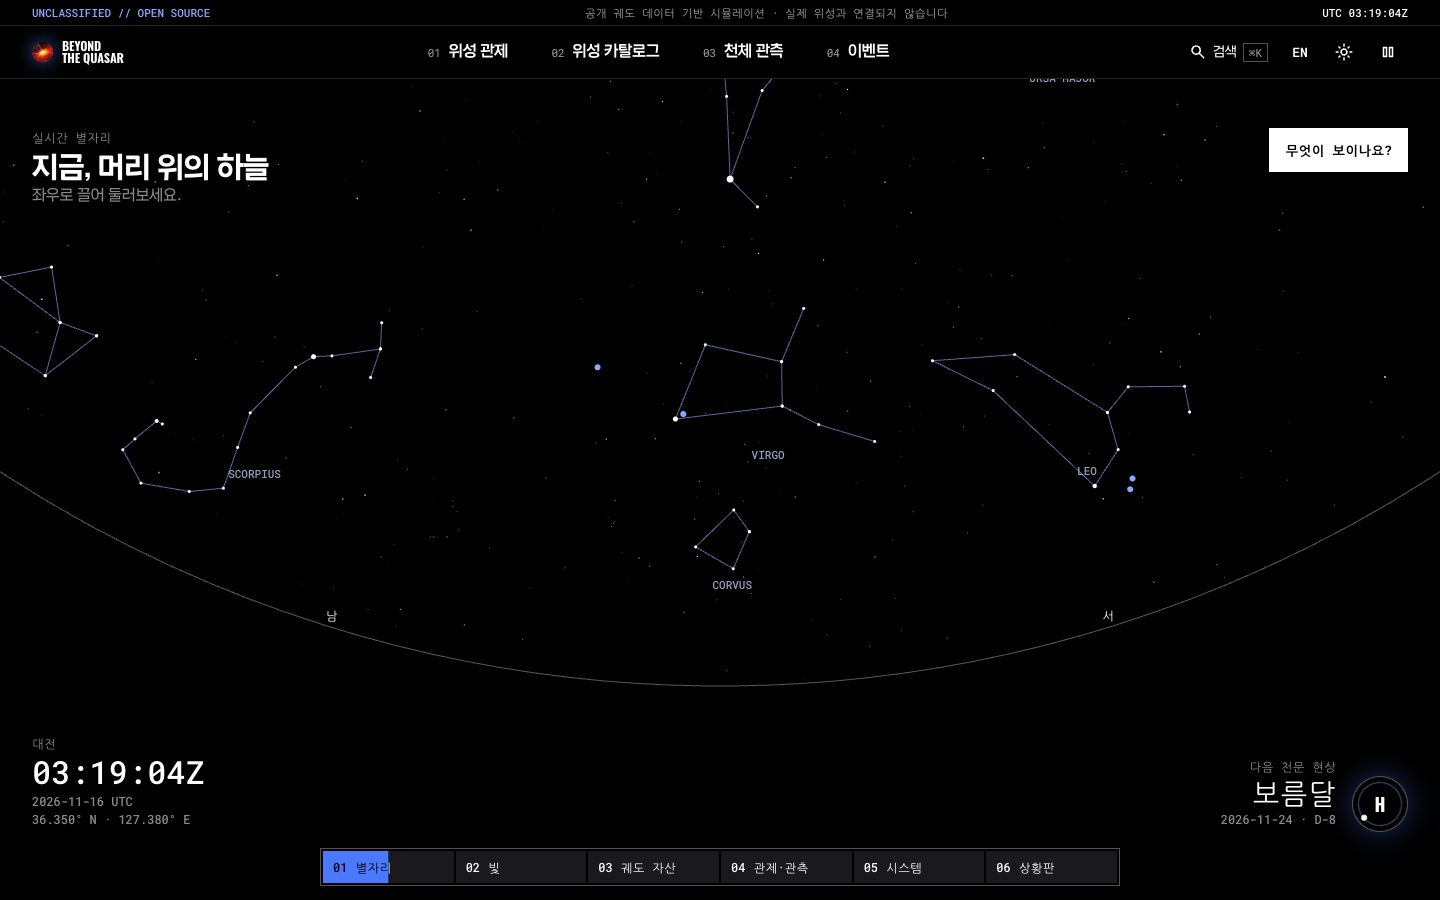 UNCLASSIFIED // OPEN SOURCE
공개 궤도 데이터 기반 시뮬레이션 · 실제 위성과 연결되지 않습니다
UTC 03:19:04Z
BEYOND
THE QUASAR
01 위성 관제
02 위성 카탈로그
03 천체 관측
04 이벤트
검색 ⌘K
EN
URSA MAJOR
실시간 별자리
지금, 머리 위의 하늘
좌우로 끌어 둘러보세요.
무엇이 보이나요?
SCORPIUS
VIRGO
LEO
CORVUS
남
서
대전
03:19:04Z
2026-11-16 UTC
36.350° N · 127.380° E
다음 천문 현상
보름달
2026-11-24 · D-8
H
01 별자리
02 빛
03 궤도 자산
04 관제·관측
05 시스템
06 상황판